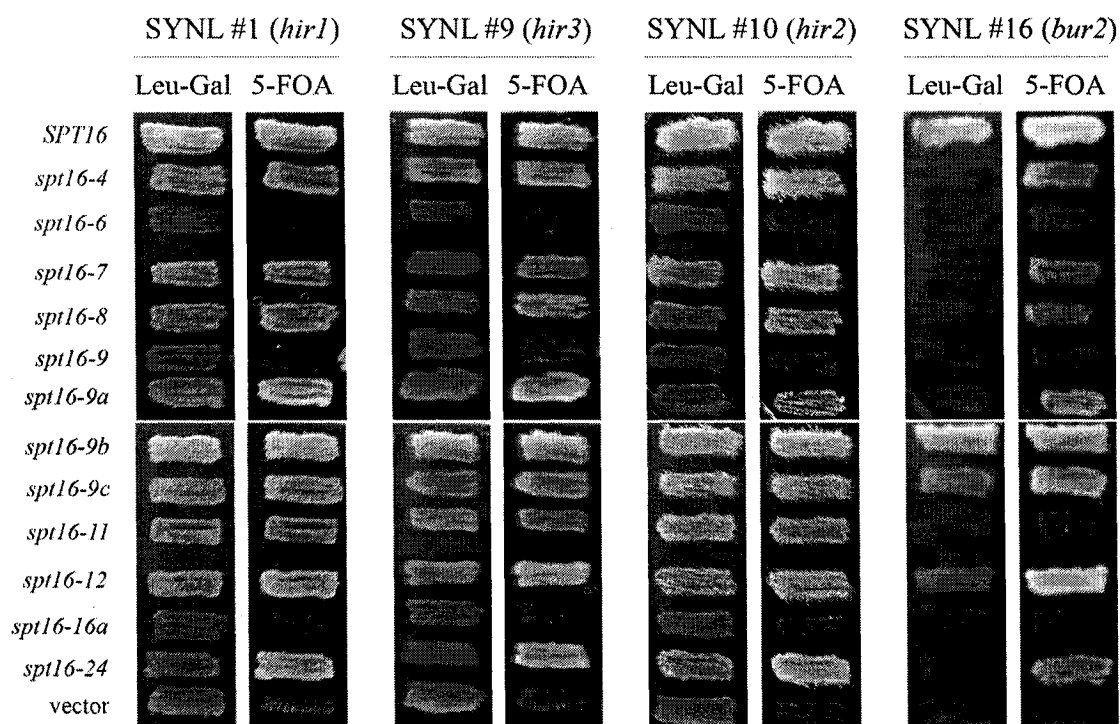 SYNL #1 (hir1) SYNL #9 (hir3) SYNL #10 (hir2) SYNL #16 (bur2)
Leu-Gal 5-FOA Leu-Gal 5-FOA Leu-Gal 5-FOA Leu-Gal 5-FOA
SPT16
spt16-4
spt16-6
spt16-7
spt16-8
spt16-9
spt16-9a
spt16-9b
spt16-9c
spt16-11
spt16-12
spt16-16a
spt16-24
vector